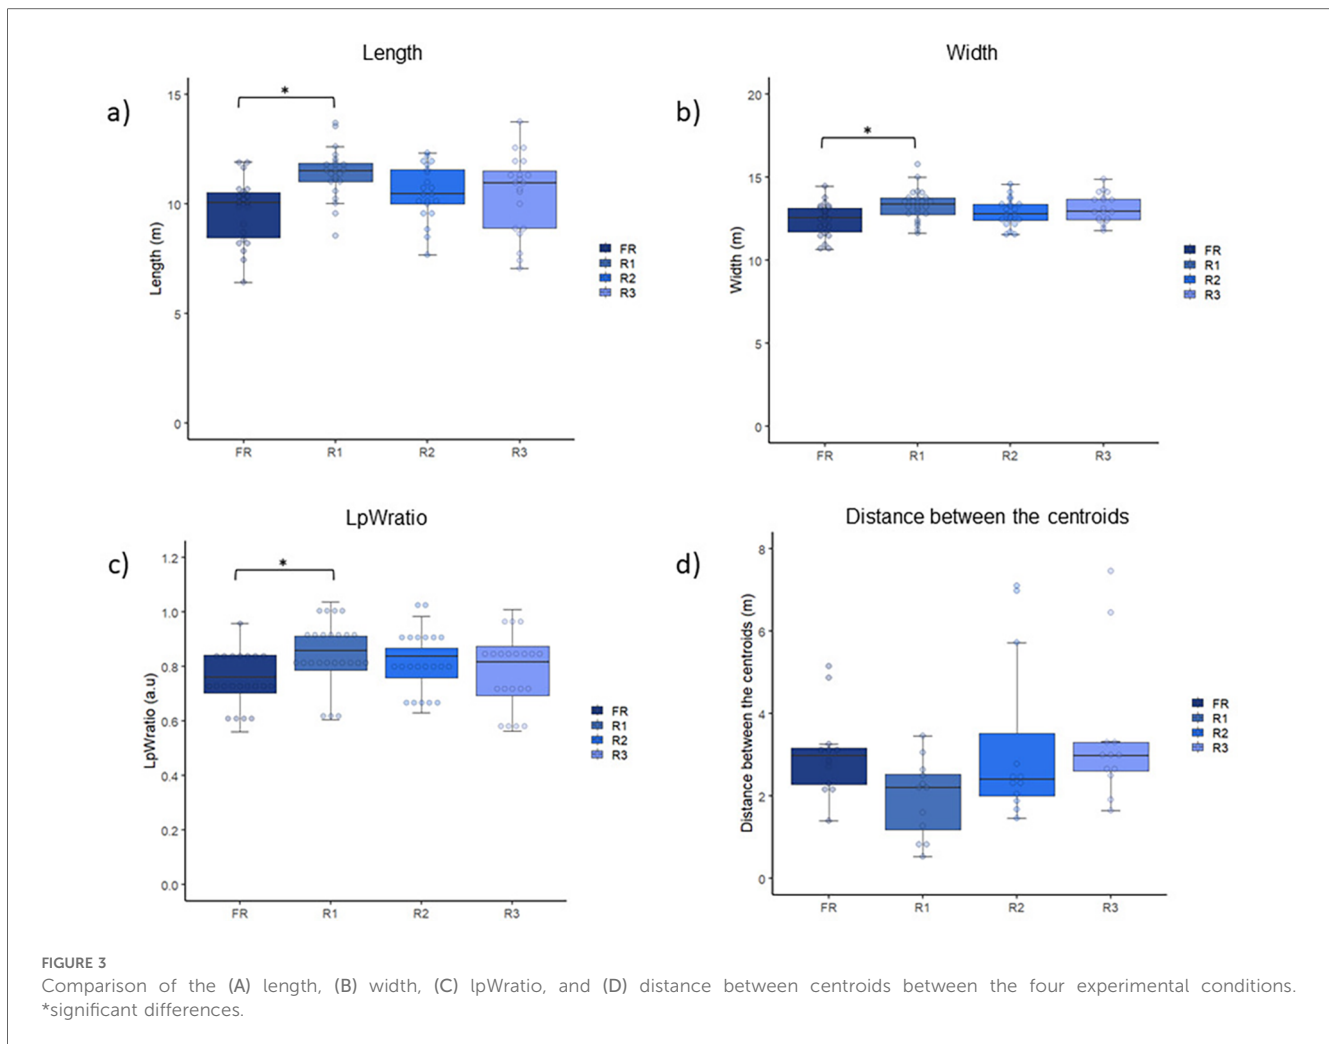 Length
a)
*
15
10
5
0
Length (m)
FR
R1
R2
R3
FR
R1
R2
R3
Width
b)
*
20
15
10
5
0
Width (m)
FR
R1
R2
R3
FR
R1
R2
R3
LpWratio
c)
*
1.2
1.0
0.8
0.6
0.4
0.2
0.0
LpWratio (a.u)
FR
R1
R2
R3
FR
R1
R2
R3
Distance between the centroids
d)
8
6
4
2
0
Distance between the centroids (m)
FR
R1
R2
R3
FR
R1
R2
R3
FIGURE 3
Comparison of the (A) length, (B) width, (C) lpWratio, and (D) distance between centroids between the four experimental conditions.
*significant differences.